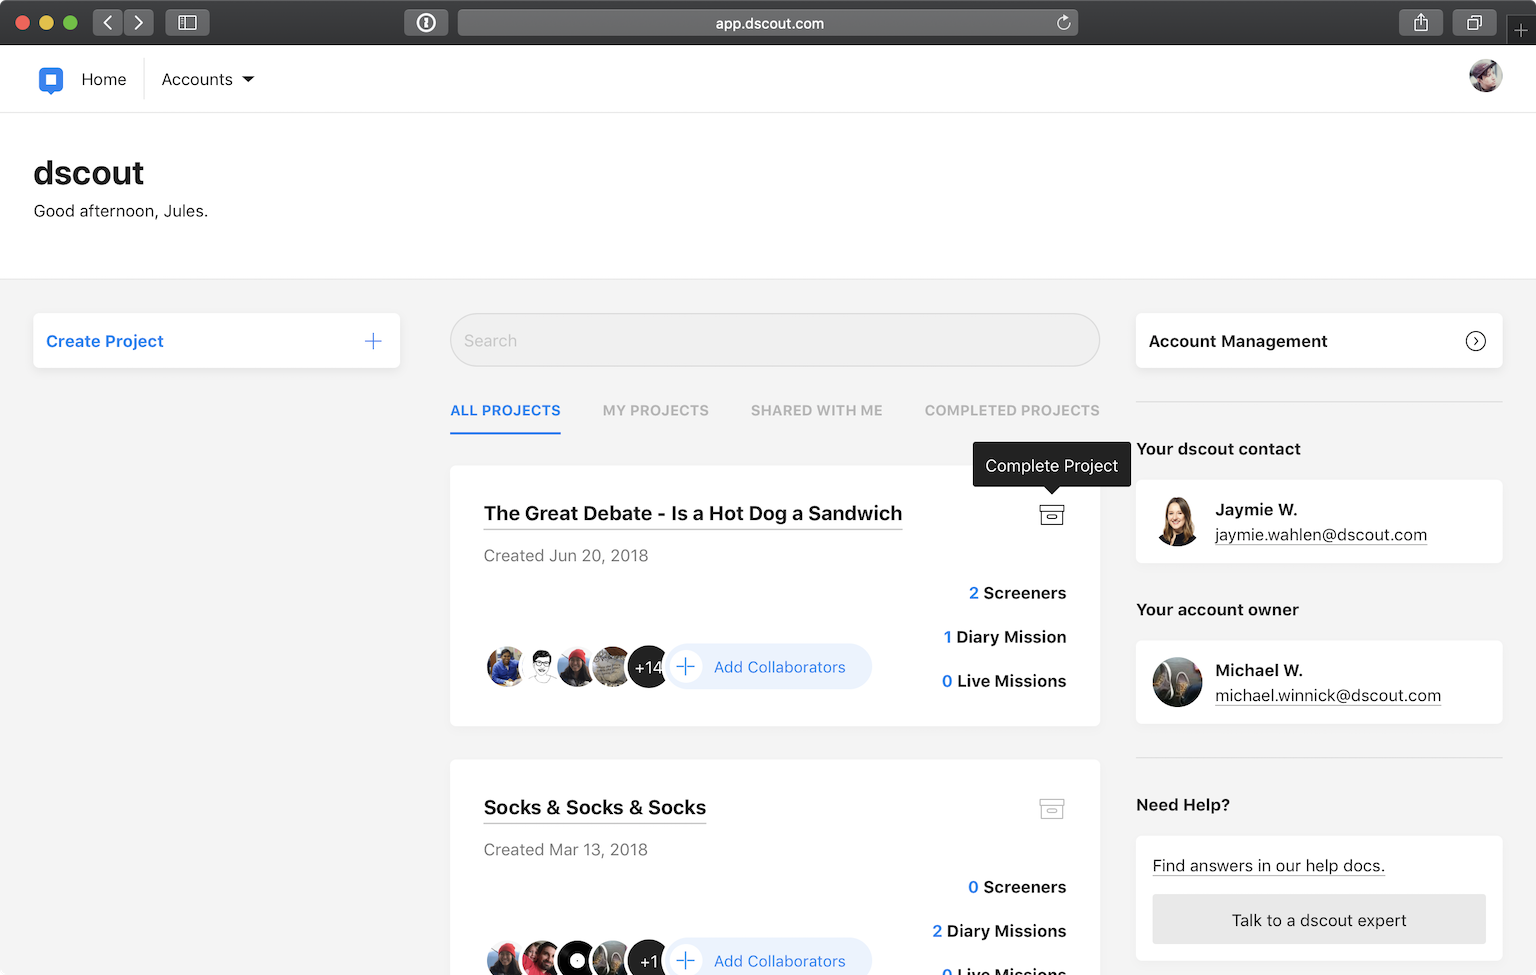 app.dscout.com
Home
Accounts
dscout
Good afternoon, Jules.
Create Project
Search
Account Management
ALL PROJECTS
MY PROJECTS
SHARED WITH ME
COMPLETED PROJECTS
Complete Project
The Great Debate - Is a Hot Dog a Sandwich
Created Jun 20, 2018
2 Screeners
1 Diary Mission
0 Live Missions
+14
Add Collaborators
Socks & Socks & Socks
Created Mar 13, 2018
0 Screeners
2 Diary Missions
0 Live Missions
+1
Add Collaborators
Your dscout contact
Jaymie W.
jaymie.wahlen@dscout.com
Your account owner
Michael W.
michael.winnick@dscout.com
Need Help?
Find answers in our help docs.
Talk to a dscout expert